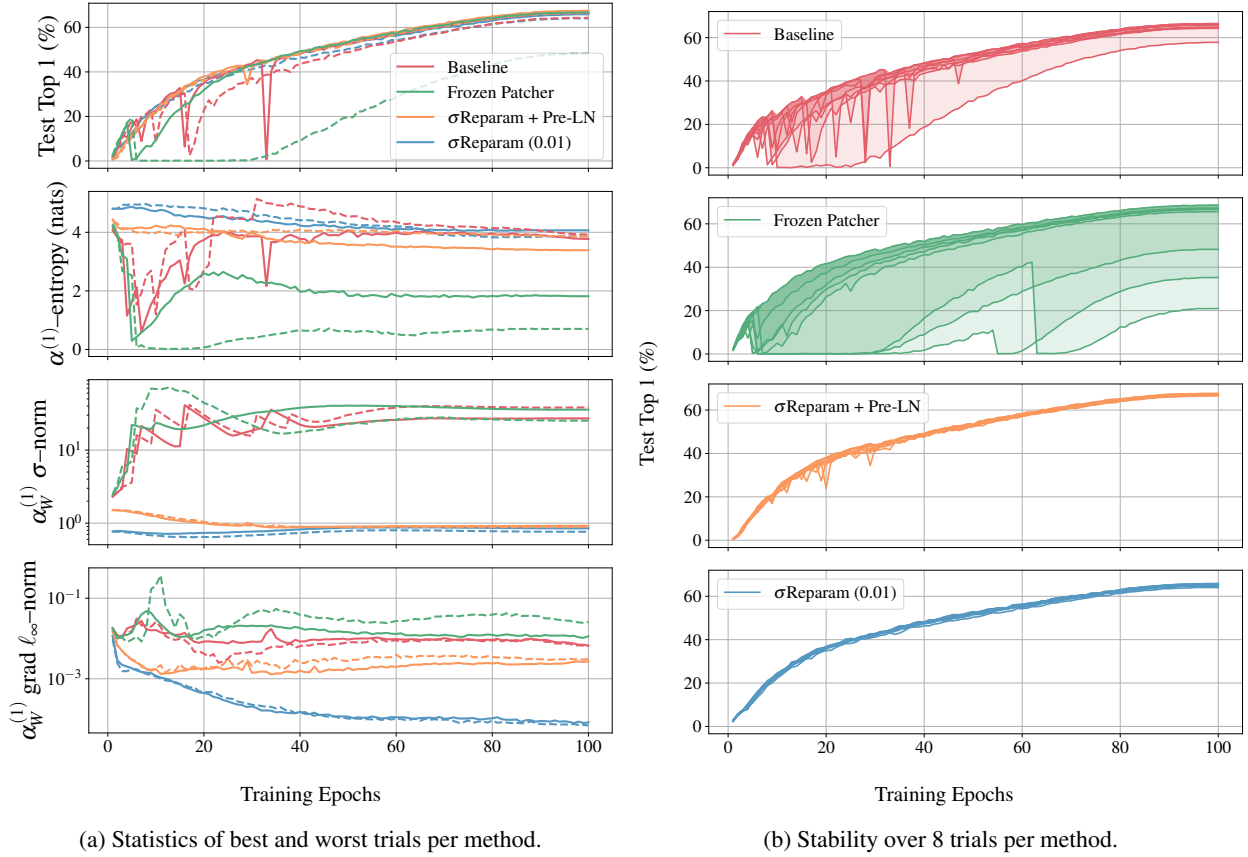 Test Top 1 (%)
60
40
20
0
Baseline
Frozen Patcher
σReparam + Pre-LN
σReparam (0.01)
α⁽¹⁾–entropy (nats)
4
2
0
α_W⁽¹⁾ σ–norm
10¹
10⁰
α_W⁽¹⁾ grad ℓ∞–norm
10⁻¹
10⁻³
0 20 40 60 80 100
Training Epochs
(a) Statistics of best and worst trials per method.
Test Top 1 (%)
60
40
20
0
Baseline
60
40
20
0
Frozen Patcher
60
40
20
0
σReparam + Pre-LN
60
40
20
0
σReparam (0.01)
0 20 40 60 80 100
Training Epochs
(b) Stability over 8 trials per method.